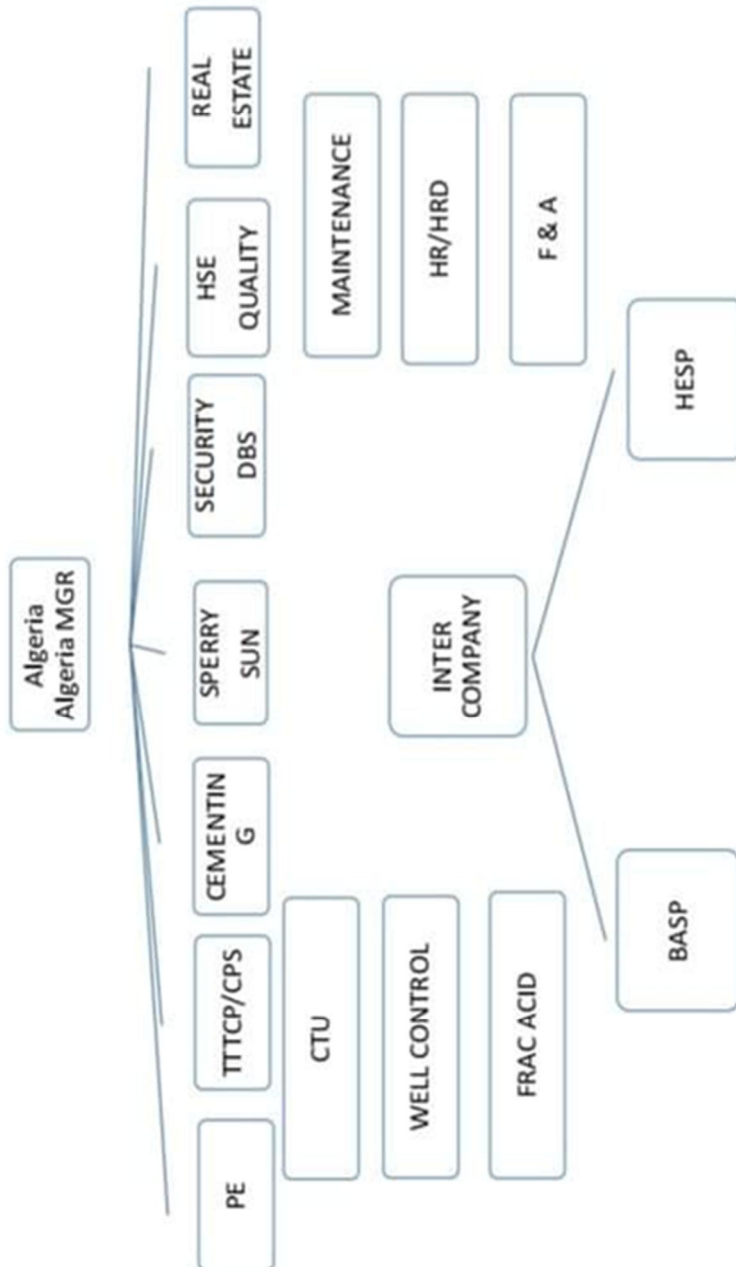 Algeria
Algeria MGR
PE
TTTCP/CPS
CEMENTIN
G
SPERRY
SUN
SECURITY
DBS
HSE
QUALITY
REAL
ESTATE
CTU
WELL CONTROL
FRAC ACID
MAINTENANCE
HR/HRD
F & A
INTER
COMPANY
BASP
HESP